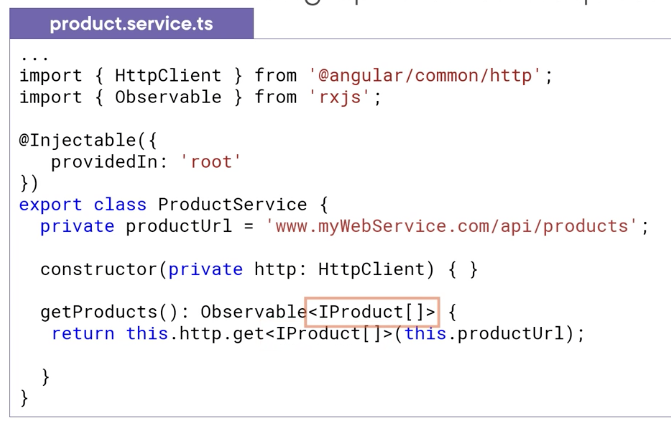 product.service.ts
...
import { HttpClient } from '@angular/common/http';
import { Observable } from 'rxjs';
@Injectable({
providedIn: 'root'
})
export class ProductService {
private productUrl = 'www.myWebService.com/api/products';
constructor(private http: HttpClient) { }
getProducts(): Observable<IProduct[]> {
return this.http.get<IProduct[]>(this.productUrl);
}
}